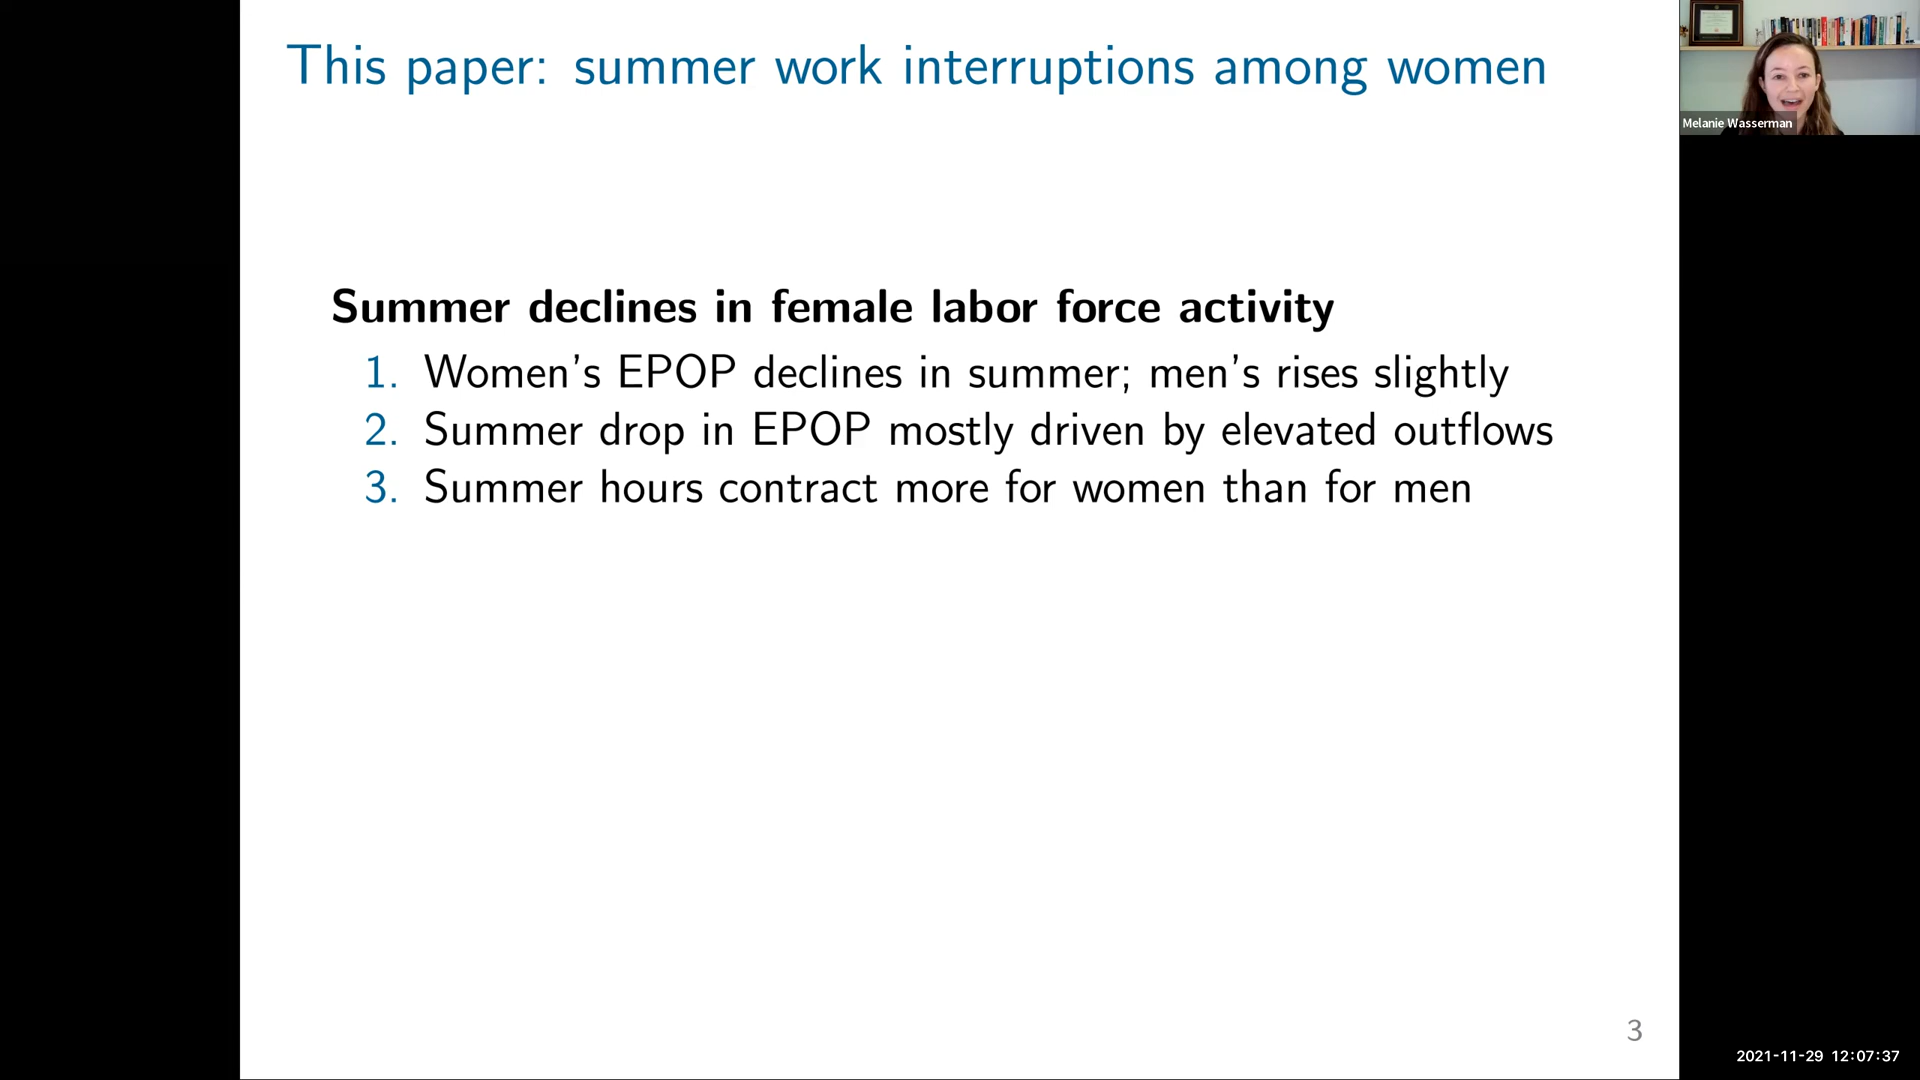 This paper: summer work interruptions among women
Melanie Wasserman
Summer declines in female labor force activity
1. Women's EPOP declines in summer; men's rises slightly
2. Summer drop in EPOP mostly driven by elevated outflows
3. Summer hours contract more for women than for men
3
2021-11-29 12:07:37